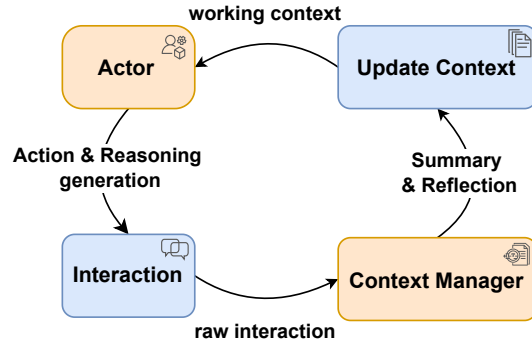 working context
Actor
Update Context
Action & Reasoning
generation
Summary
& Reflection
Interaction
Context Manager
raw interaction